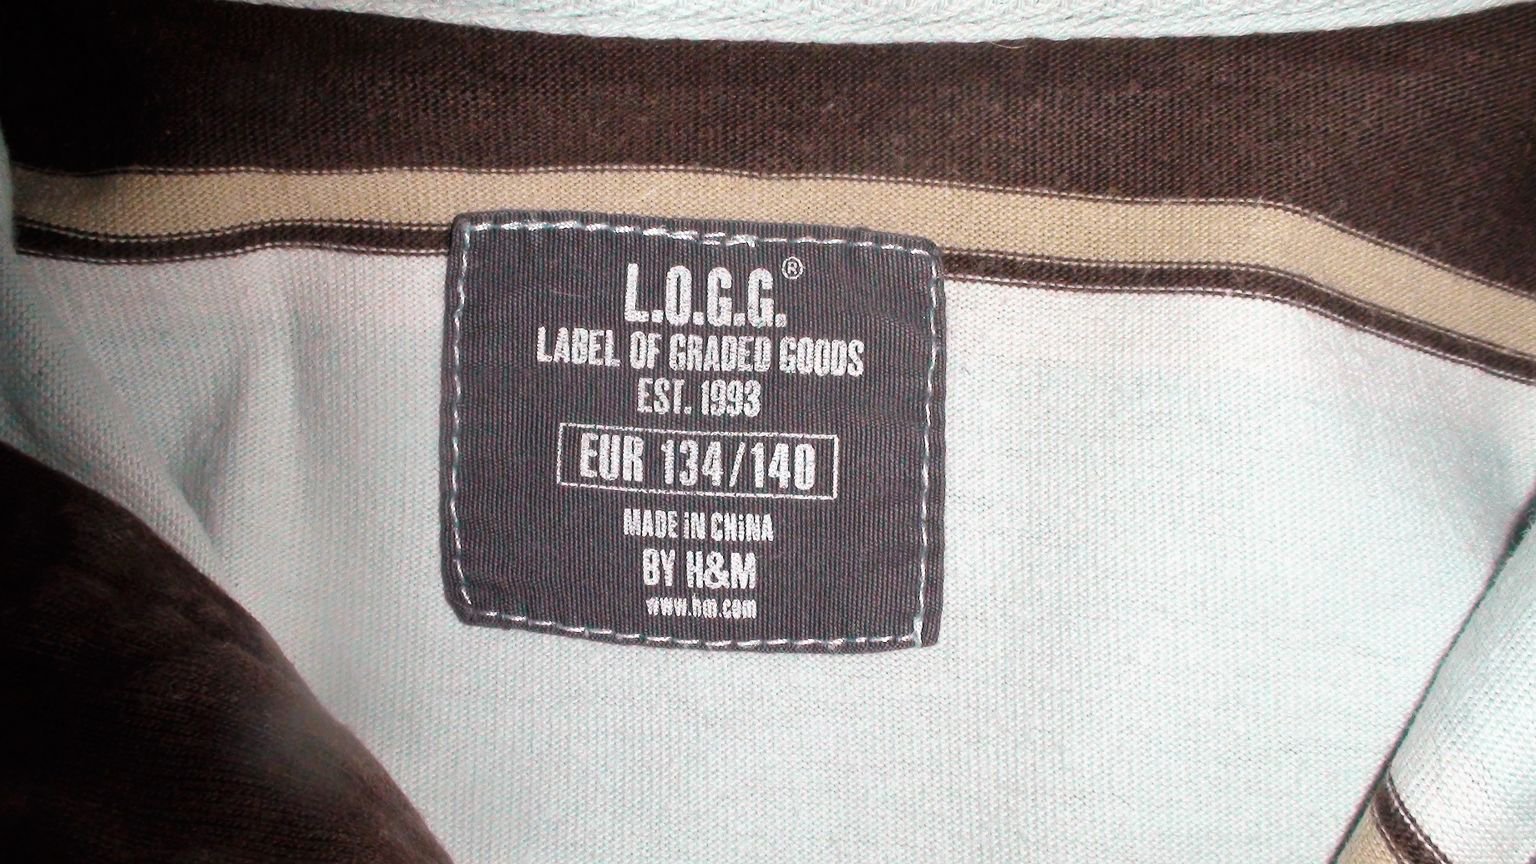 L.O.G.G.®
LABEL OF GRADED GOODS
EST. 1993
EUR 134/140
MADE iN CHiNA
BY H&M
www.hm.com